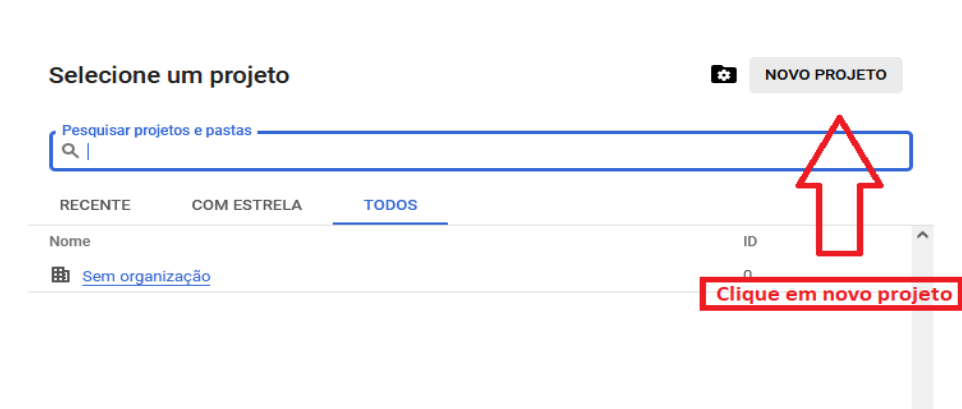 Selecione um projeto
NOVO PROJETO
Pesquisar projetos e pastas
RECENTE COM ESTRELA TODOS
Nome ID
Sem organização 0
Clique em novo projeto